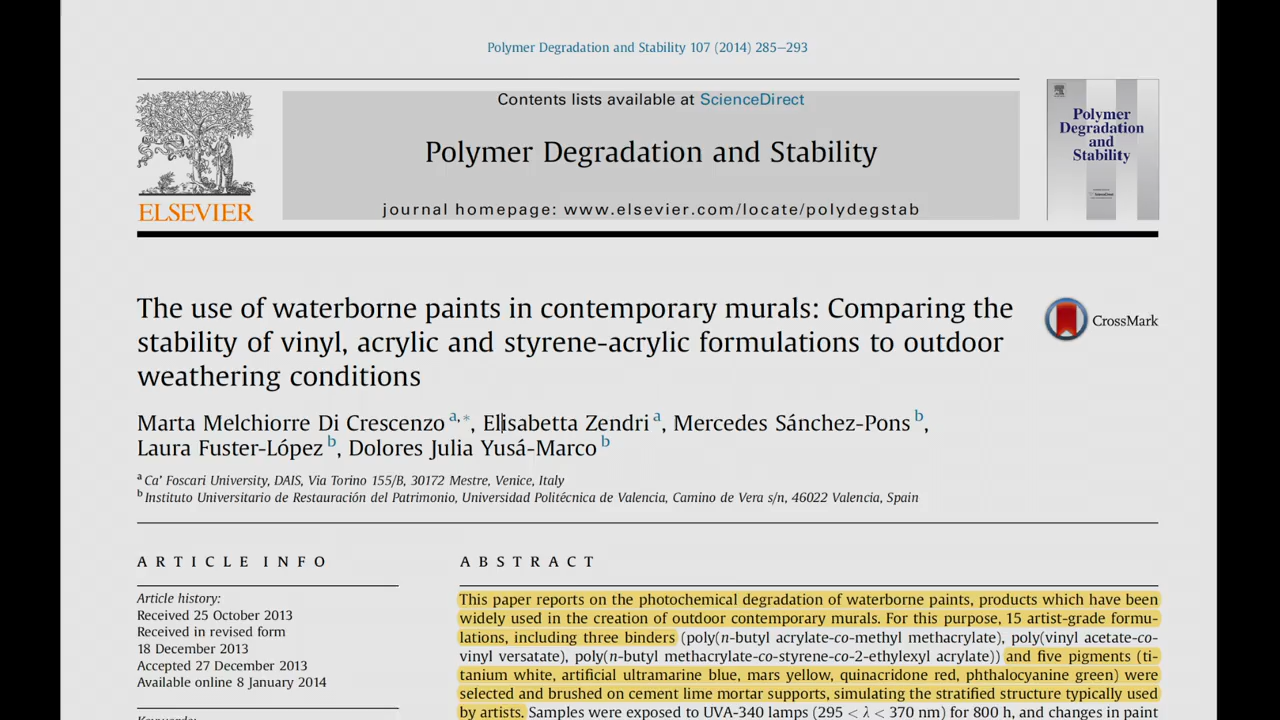 Polymer Degradation and Stability 107 (2014) 285–293
Contents lists available at ScienceDirect
Polymer Degradation and Stability
journal homepage: www.elsevier.com/locate/polydegstab
ELSEVIER
Polymer
Degradation
and
Stability
The use of waterborne paints in contemporary murals: Comparing the
stability of vinyl, acrylic and styrene-acrylic formulations to outdoor
weathering conditions
CrossMark
Marta Melchiorre Di Crescenzo a,*, Elisabetta Zendri a, Mercedes Sánchez-Pons b,
Laura Fuster-López b, Dolores Julia Yusá-Marco b
a Ca' Foscari University, DAIS, Via Torino 155/B, 30172 Mestre, Venice, Italy
b Instituto Universitario de Restauración del Patrimonio, Universidad Politécnica de Valencia, Camino de Vera s/n, 46022 Valencia, Spain
ARTICLE INFO
Article history:
Received 25 October 2013
Received in revised form
18 December 2013
Accepted 27 December 2013
Available online 8 January 2014
ABSTRACT
This paper reports on the photochemical degradation of waterborne paints, products which have been
widely used in the creation of outdoor contemporary murals. For this purpose, 15 artist-grade formu-
lations, including three binders (poly(n-butyl acrylate-co-methyl methacrylate), poly(vinyl acetate-co-
vinyl versatate), poly(n-butyl methacrylate-co-styrene-co-2-ethylexyl acrylate)) and five pigments (ti-
tanium white, artificial ultramarine blue, mars yellow, quinacridone red, phthalocyanine green) were
selected and brushed on cement lime mortar supports, simulating the stratified structure typically used
by artists. Samples were exposed to UVA-340 lamps (295 < λ < 370 nm) for 800 h, and changes in paint